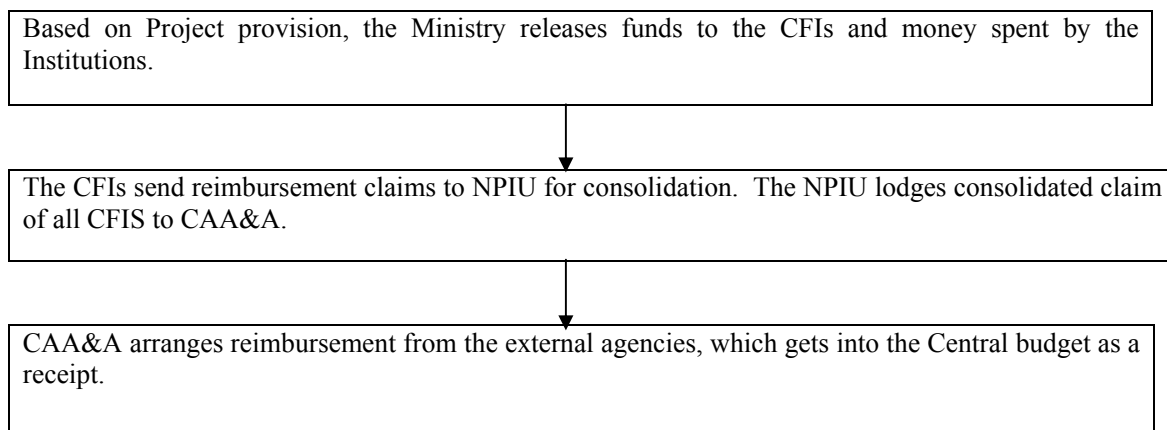 Based on Project provision, the Ministry releases funds to the CFIs and money spent by the
Institutions.
The CFIs send reimbursement claims to NPIU for consolidation. The NPIU lodges consolidated claim
of all CFIS to CAA&A.
CAA&A arranges reimbursement from the external agencies, which gets into the Central budget as a
receipt.